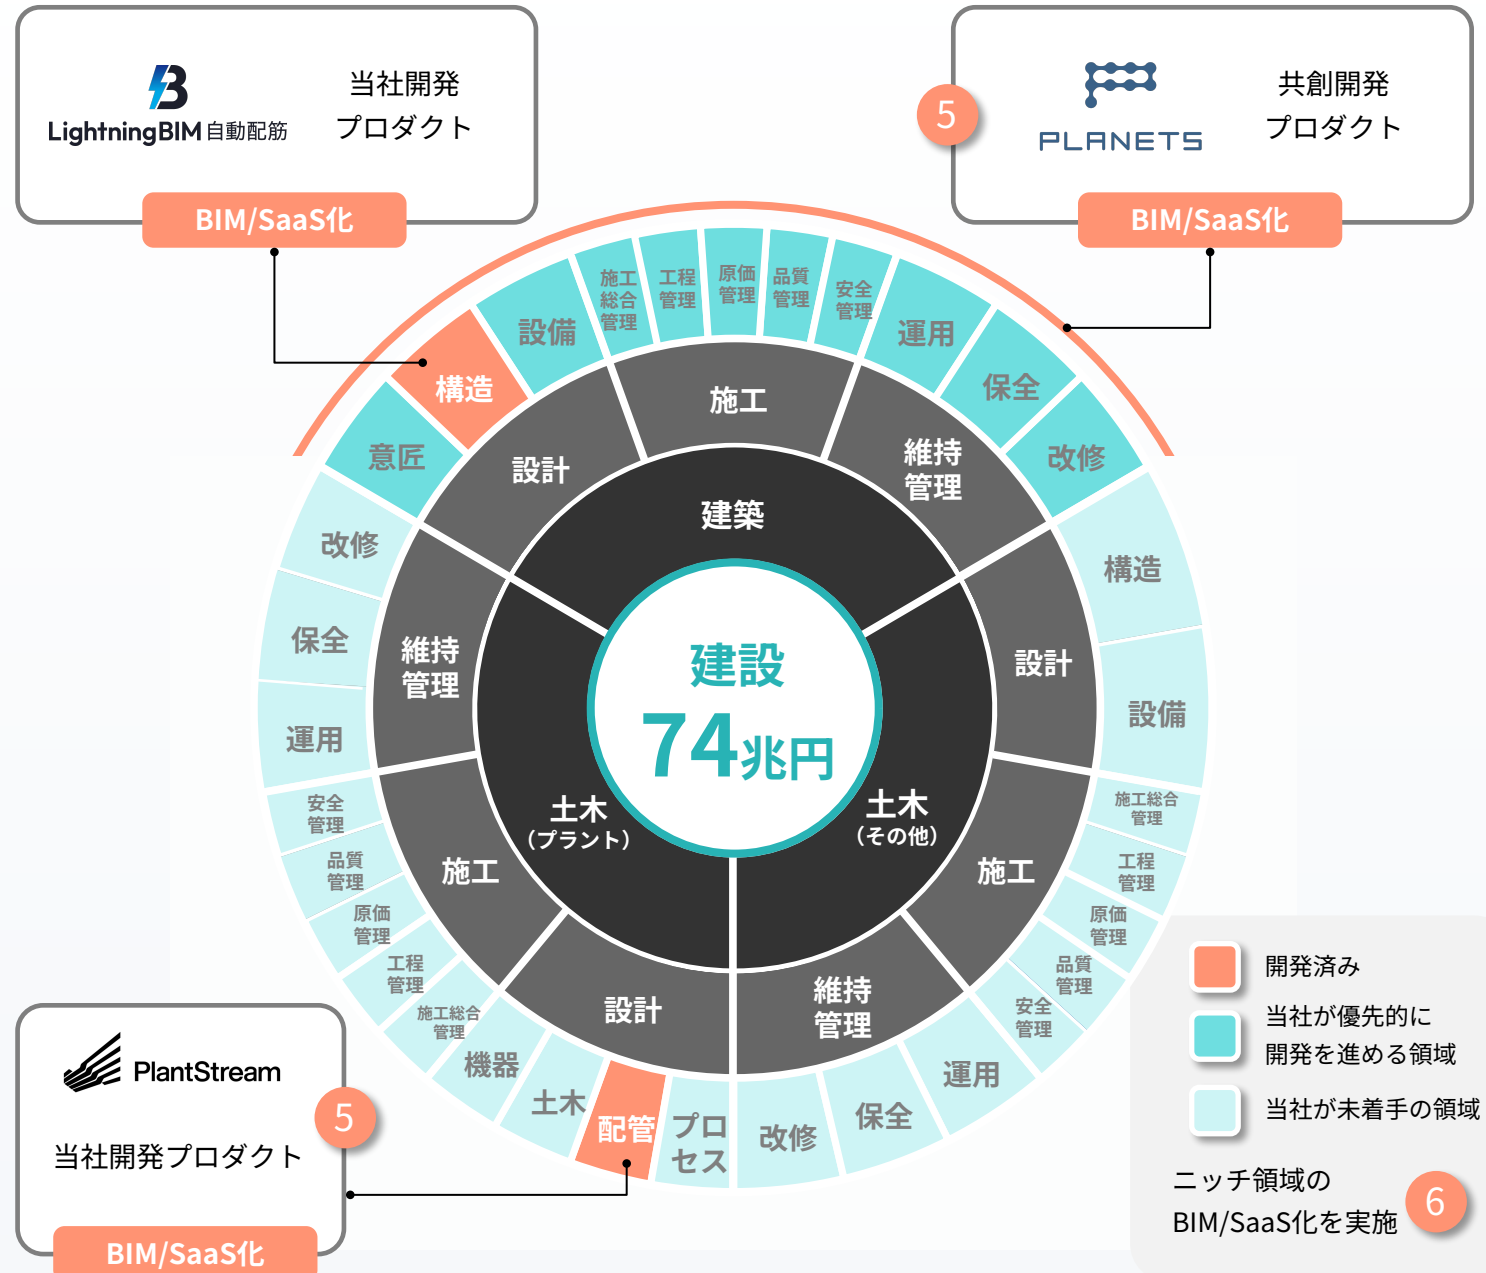 LightningBIM 自動配筋
当社開発
プロダクト
BIM/SaaS化
5
PLANETS
共創開発
プロダクト
BIM/SaaS化
意匠
構造
設備
施工
総合
管理
工程
管理
原価
管理
品質
管理
安全
管理
運用
保全
改修
設計
施工
維持
管理
建築
建設
74兆円
土木
（プラント）
土木
（その他）
構造
設備
施工総合
管理
工程
管理
原価
管理
品質
管理
安全
管理
運用
保全
改修
設計
施工
維持
管理
改修
保全
運用
安全
管理
品質
管理
原価
管理
工程
管理
施工総合
管理
機器
土木
配管
プロ
セス
維持
管理
施工
設計
PlantStream
5
当社開発プロダクト
BIM/SaaS化
開発済み
当社が優先的に
開発を進める領域
当社が未着手の領域
ニッチ領域の
BIM/SaaS化を実施
6